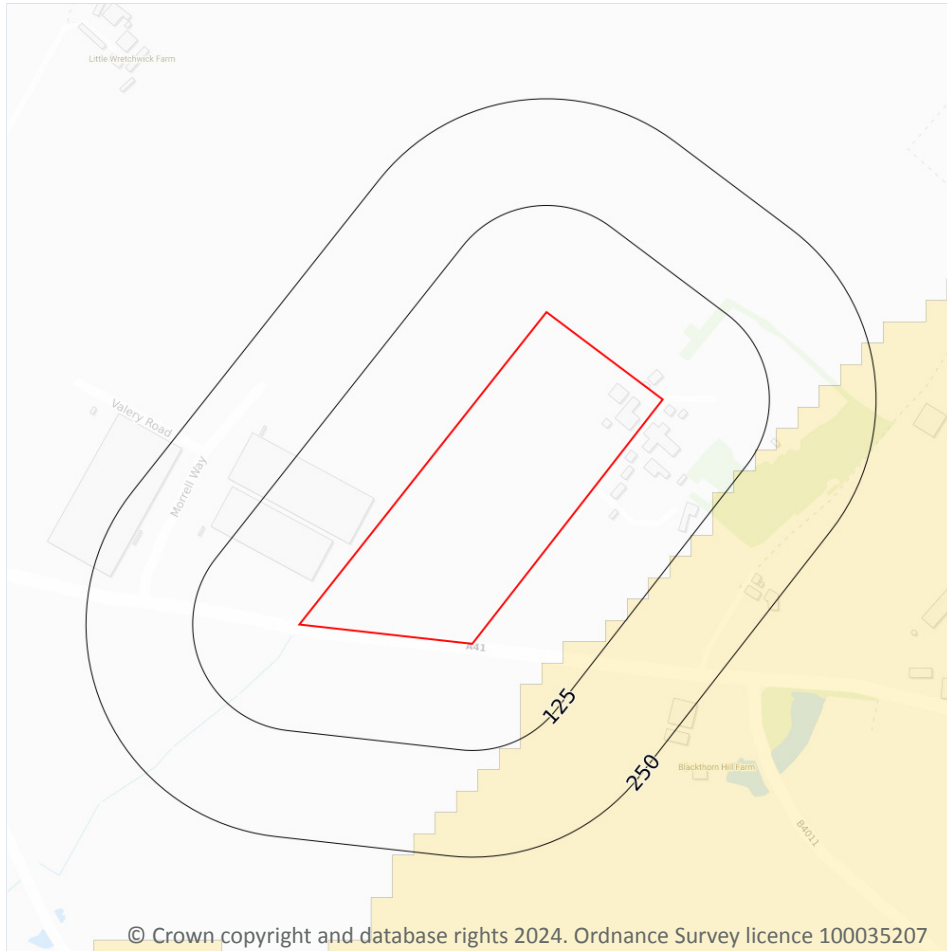 Little Wretchwick Farm
Valery Road
Morrell Way
A41
125
250
Blackthorn Hill Farm
B4011
© Crown copyright and database rights 2024. Ordnance Survey licence 100035207